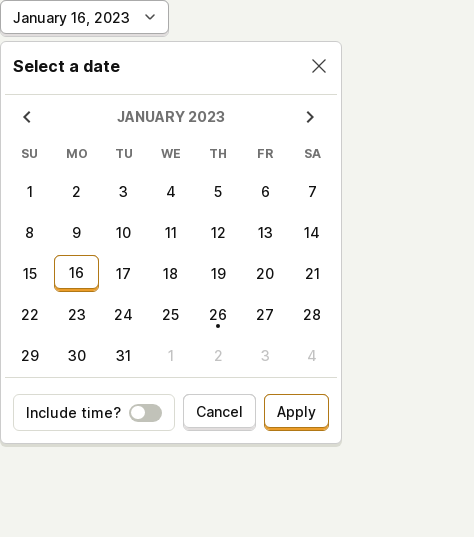 January 16, 2023
Select a date
JANUARY 2023
SU MO TU WE TH FR SA
1 2 3 4 5 6 7
8 9 10 11 12 13 14
15 16 17 18 19 20 21
22 23 24 25 26 27 28
29 30 31 1 2 3 4
Include time? Cancel Apply